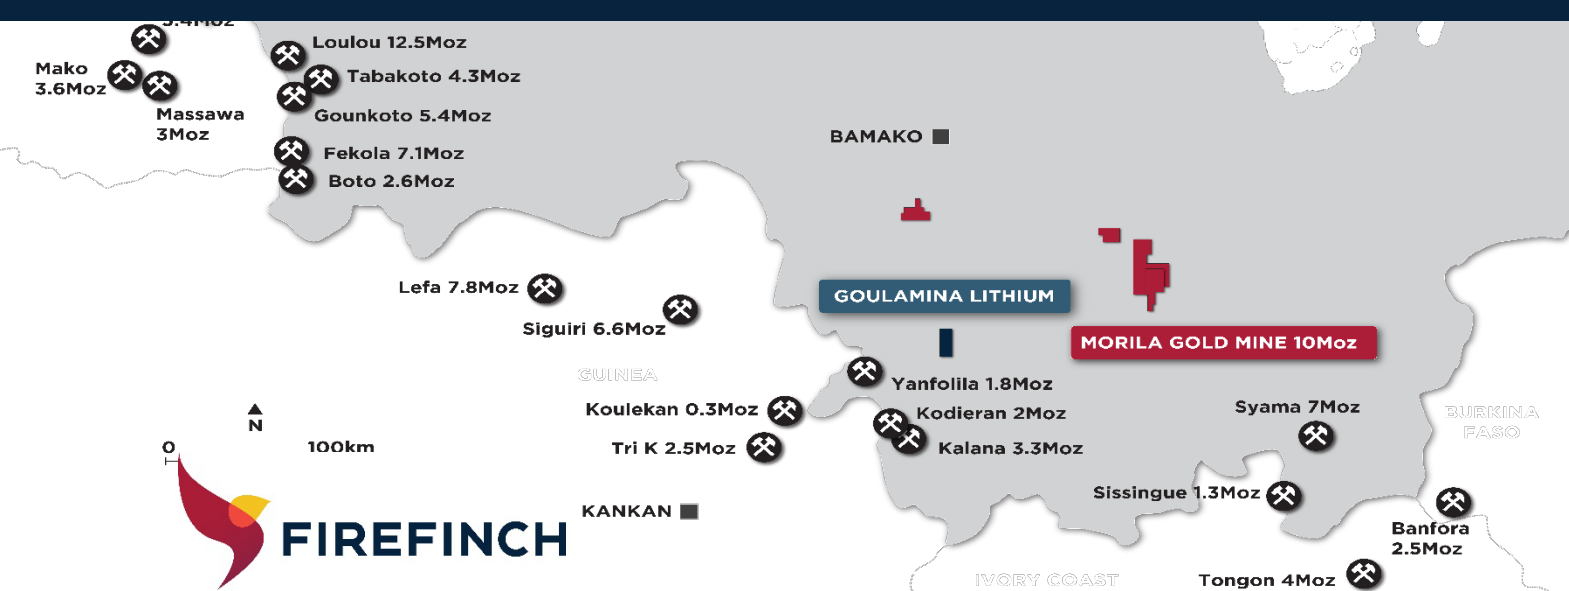 Loulou 12.5Moz
Mako
3.6Moz
Tabakoto 4.3Moz
Massawa
3Moz
Gounkoto 5.4Moz
BAMAKO
Fekola 7.1Moz
Boto 2.6Moz
Lefa 7.8Moz
GOULAMINA LITHIUM
Siguiri 6.6Moz
MORILA GOLD MINE 10Moz
GUINEA
Yanfolila 1.8Moz
Koulekan 0.3Moz
Kodieran 2Moz
Syama 7Moz
BURKINA
FASO
N
0 100km
Tri K 2.5Moz
Kalana 3.3Moz
Sissingue 1.3Moz
KANKAN
FIREFINCH
Banfora
2.5Moz
IVORY COAST
Tongon 4Moz